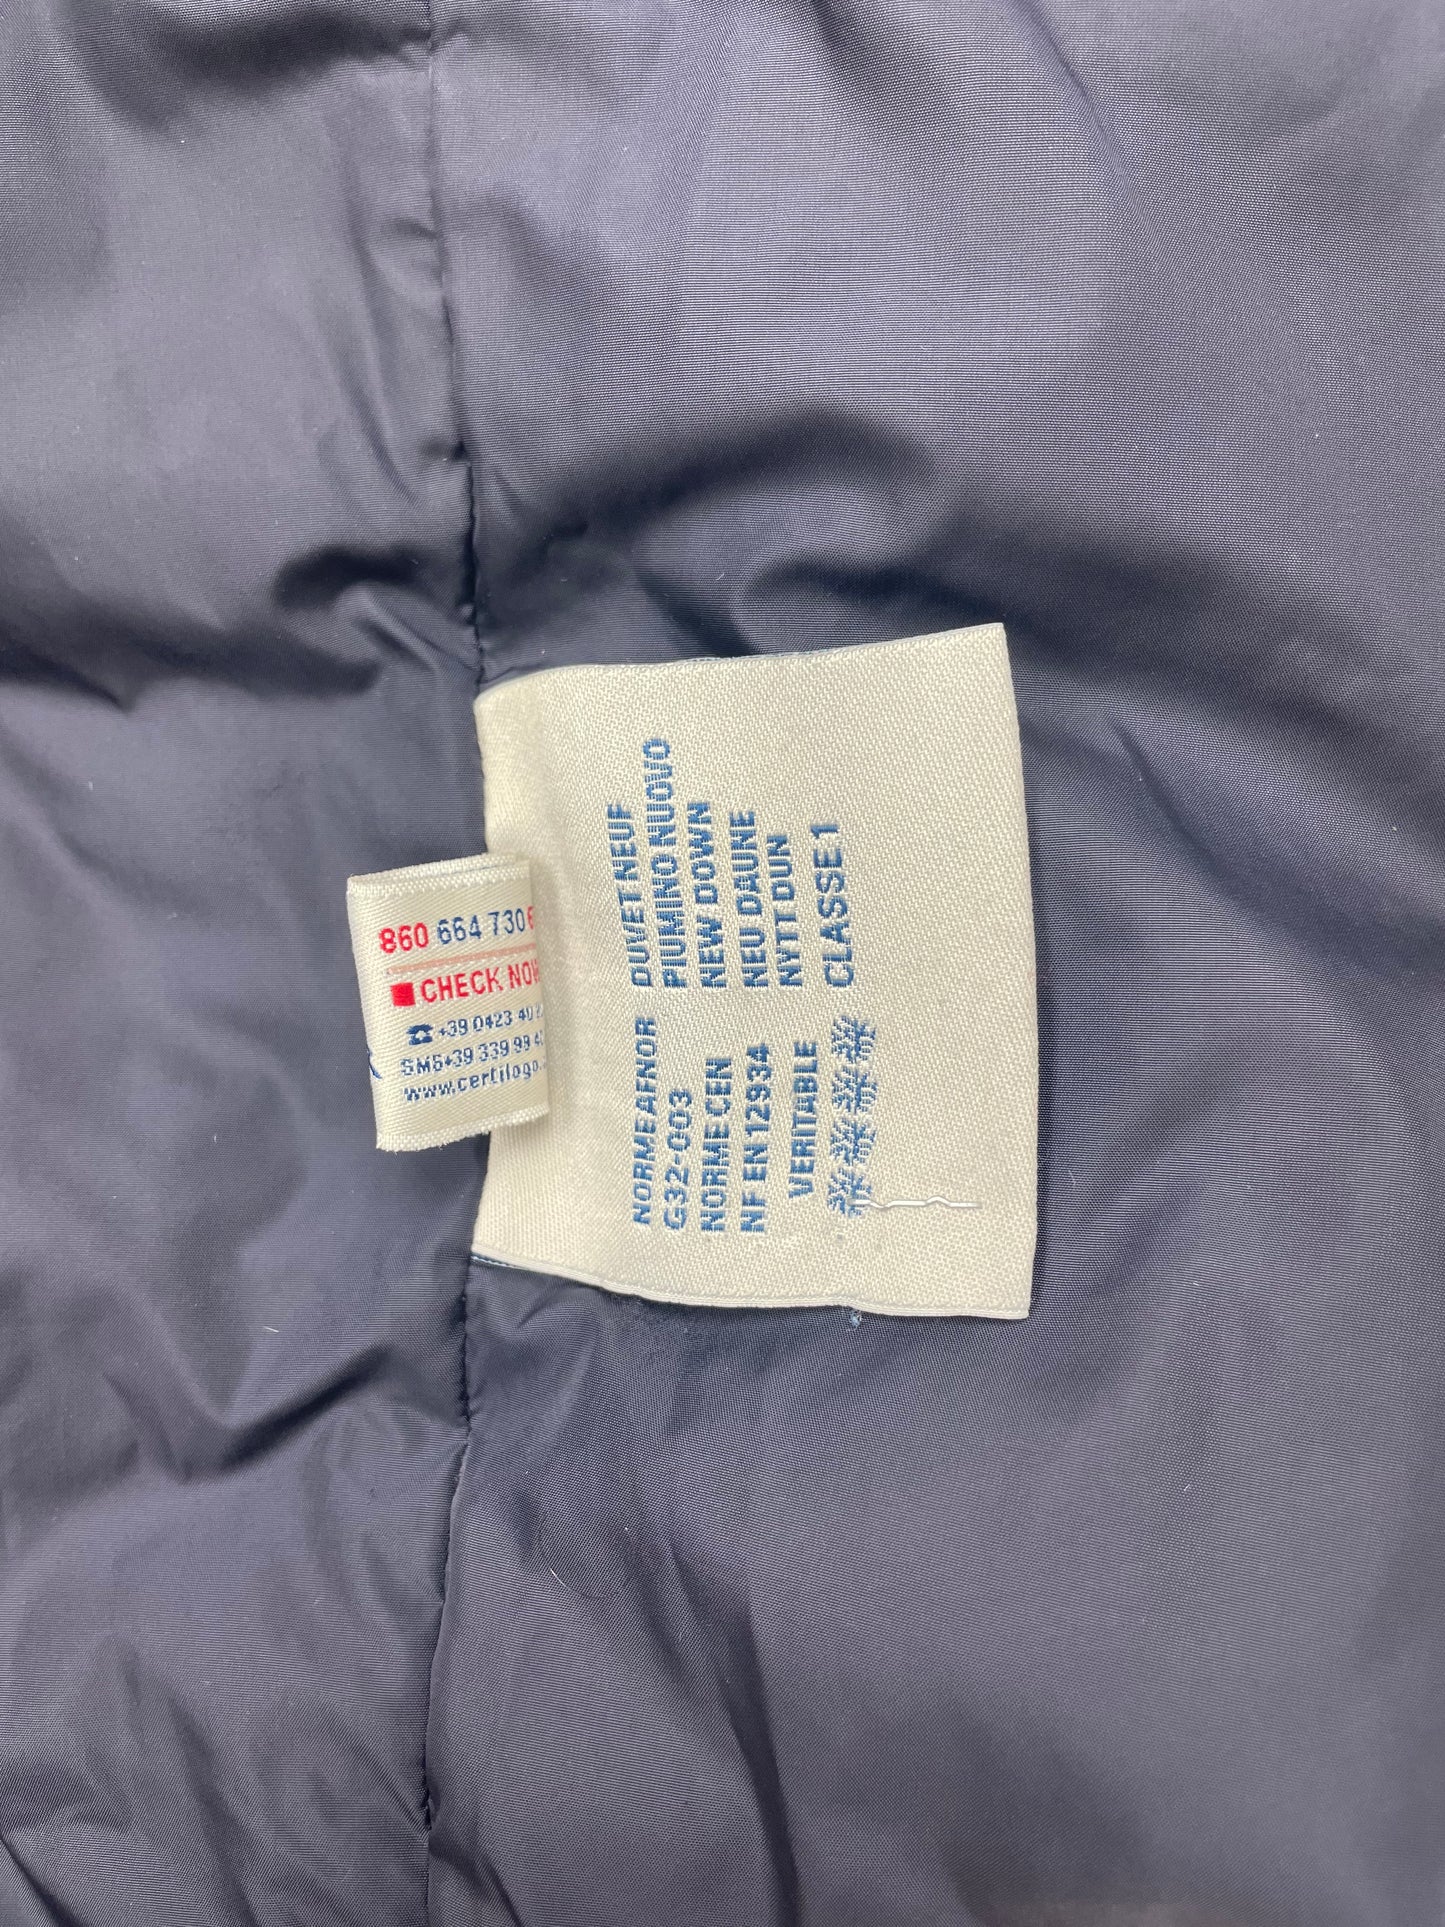 860 664 730
CHECK NOW
+39 0423 40
SMS+39 339 99 4
www.certilogo.
DUVET NEUF
PIUMINO NUOVO
NEW DOWN
NEU DAUNE
NYTT DUN
CLASSE 1
NORME AFNOR
G32-003
NORME CEN
NF EN 12934
VERITABLE